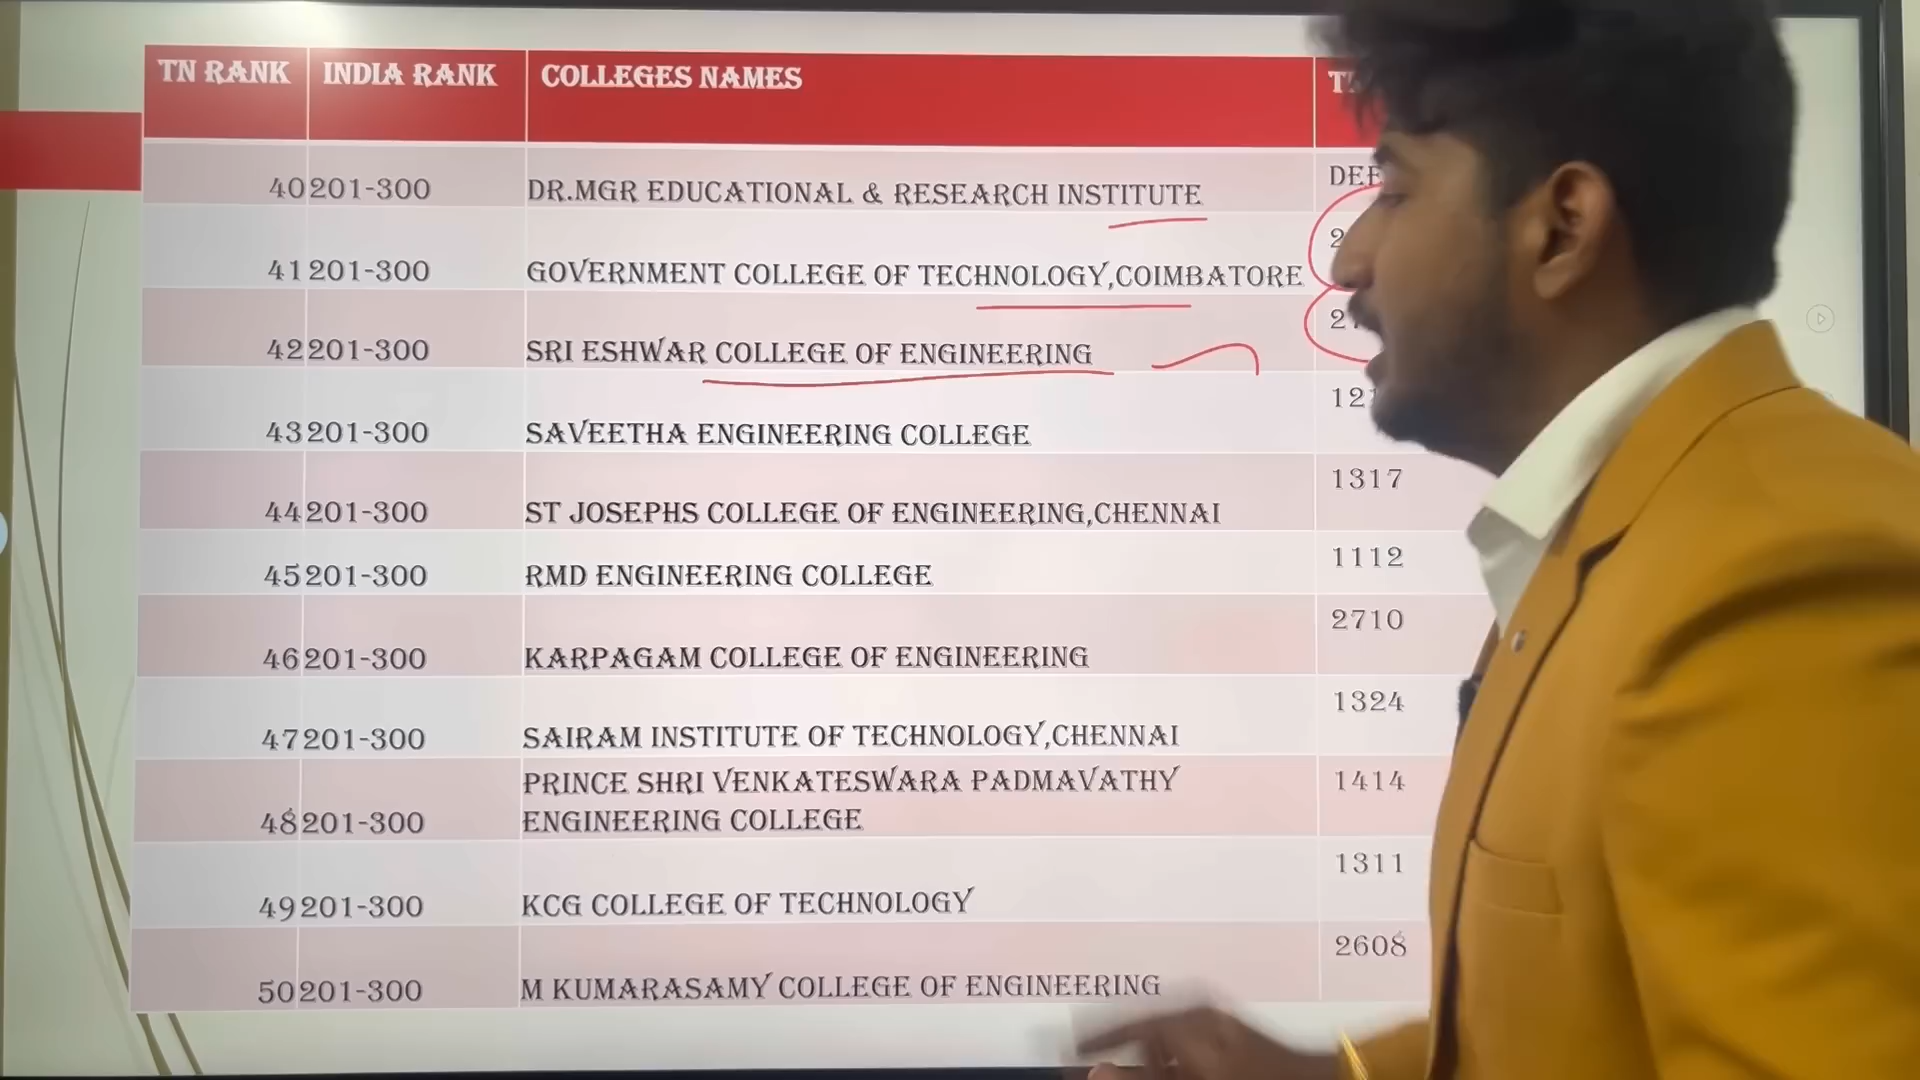 TN RANK INDIA RANK COLLEGES NAMES
40 201-300 DR.MGR EDUCATIONAL & RESEARCH INSTITUTE
41 201-300 GOVERNMENT COLLEGE OF TECHNOLOGY,COIMBATORE
42 201-300 SRI ESHWAR COLLEGE OF ENGINEERING
43 201-300 SAVEETHA ENGINEERING COLLEGE
44 201-300 ST JOSEPHS COLLEGE OF ENGINEERING,CHENNAI 1317
45 201-300 RMD ENGINEERING COLLEGE 1112
46 201-300 KARPAGAM COLLEGE OF ENGINEERING 2710
47 201-300 SAIRAM INSTITUTE OF TECHNOLOGY,CHENNAI 1324
48 201-300 PRINCE SHRI VENKATESWARA PADMAVATHY 1414
ENGINEERING COLLEGE
49 201-300 KCG COLLEGE OF TECHNOLOGY 1311
50 201-300 M KUMARASAMY COLLEGE OF ENGINEERING 2608